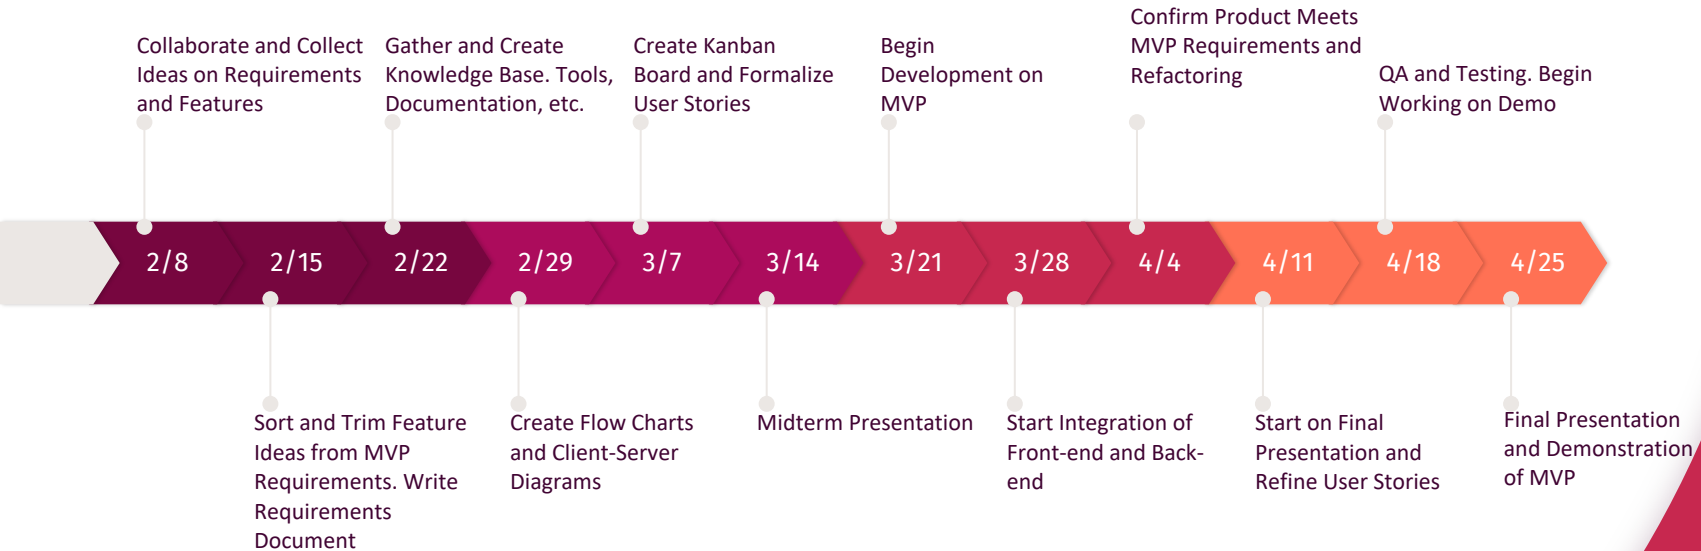 Collaborate and Collect
Ideas on Requirements
and Features
Gather and Create
Knowledge Base. Tools,
Documentation, etc.
Create Kanban
Board and Formalize
User Stories
Begin
Development on
MVP
Confirm Product Meets
MVP Requirements and
Refactoring
QA and Testing. Begin
Working on Demo
2/8
2/15
2/22
2/29
3/7
3/14
3/21
3/28
4/4
4/11
4/18
4/25
Sort and Trim Feature
Ideas from MVP
Requirements. Write
Requirements
Document
Create Flow Charts
and Client-Server
Diagrams
Midterm Presentation
Start Integration of
Front-end and Back-
end
Start on Final
Presentation and
Refine User Stories
Final Presentation
and Demonstration
of MVP